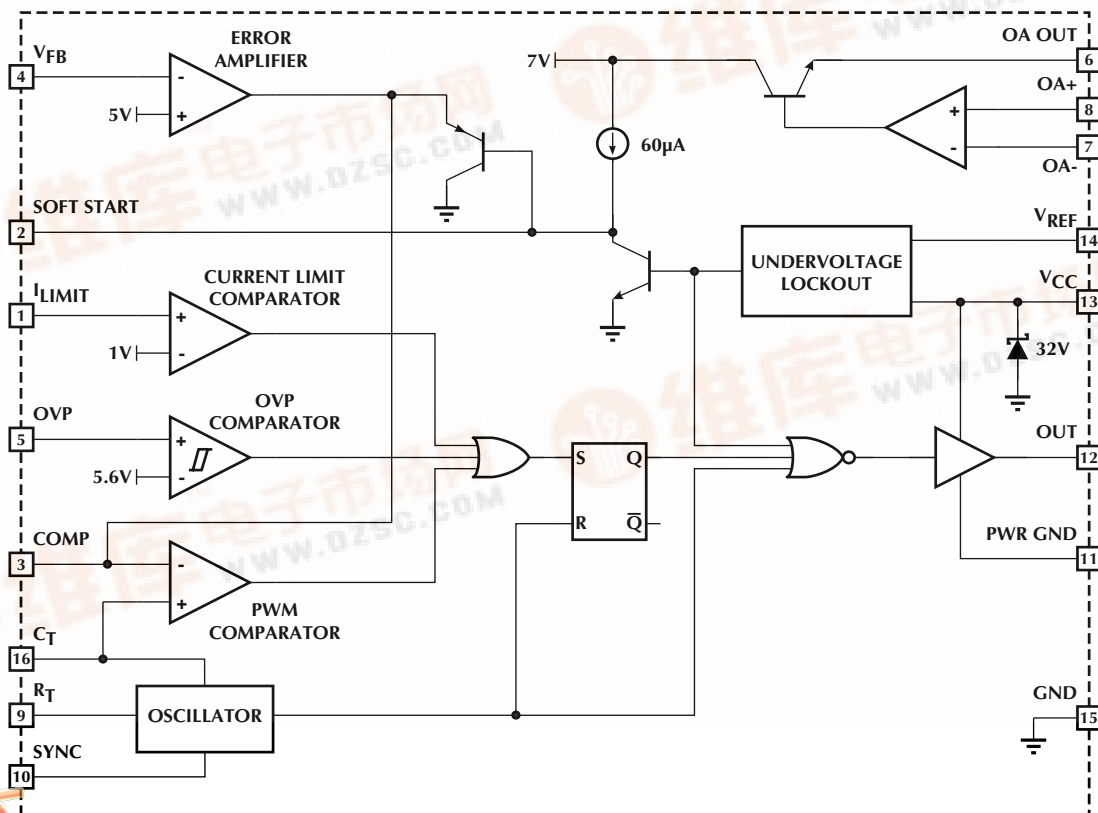 VFB
4
ERROR
AMPLIFIER
-
+
5V
7V
60µA
OA OUT
6
OA+
8
+
-
7
OA-
SOFT START
2
VREF
14
UNDERVOLTAGE
LOCKOUT
VCC
13
32V
ILIMIT
1
CURRENT LIMIT
COMPARATOR
+
-
1V
OVP
5
OVP
COMPARATOR
+
-
5.6V
S
Q
R
Q̅
OUT
12
COMP
3
-
+
PWM
COMPARATOR
PWR GND
11
CT
16
RT
9
OSCILLATOR
GND
15
SYNC
10
维库电子市场网
WWW.DZSC.COM